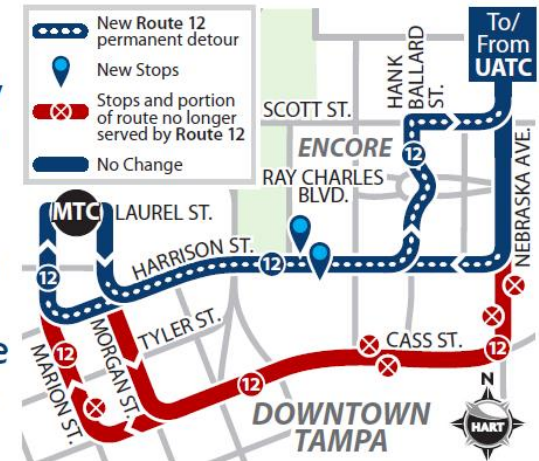 New Route 12
permanent detour
New Stops
Stops and portion
of route no longer
served by Route 12
No Change
To/
From
UATC
HANK
BALLARD
ST.
SCOTT ST.
ENCORE
12
RAY CHARLES
BLVD.
NEBRASKA AVE.
MTC
LAUREL ST.
HARRISON ST.
12
12
MORGAN ST.
TYLER ST.
CASS ST.
12
12
MARION ST.
12
DOWNTOWN
TAMPA
N
HART
y
e